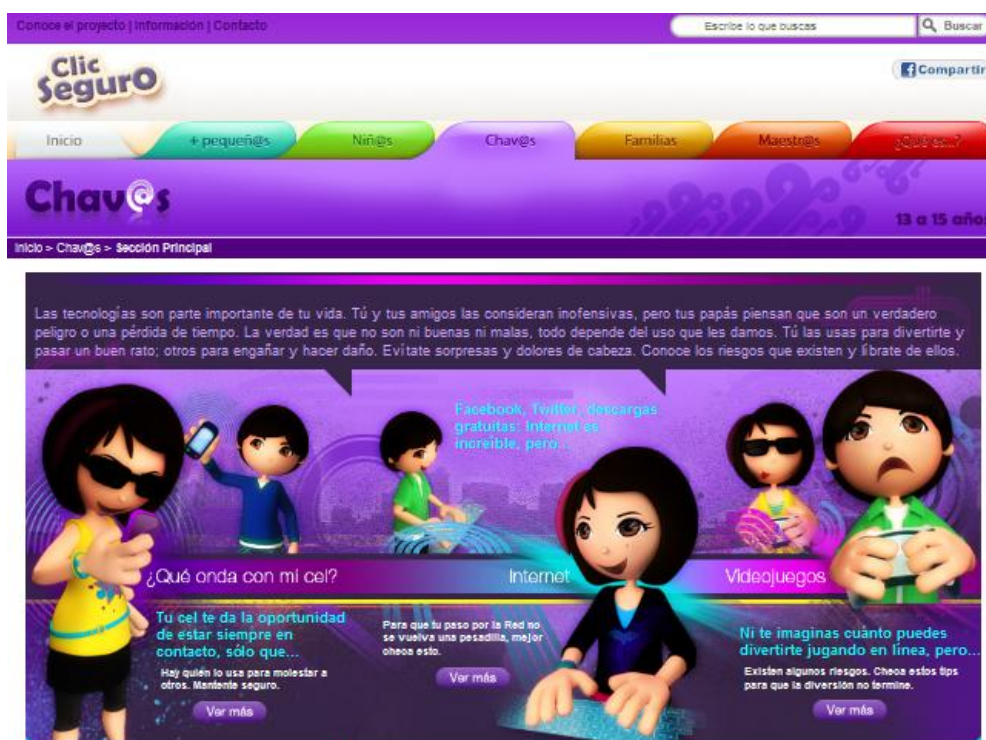 Conoce el proyecto | Información | Contacto
Escribe lo que buscas
Buscar
Clic
Seguro
Compartir
Inicio
+ pequeñ@s
Niñ@s
Chav@s
Familias
Maestr@s
¿Qué es...?
Chav@s
13 a 15 años
Inicio > Chav@s > Sección Principal
Las tecnologías son parte importante de tu vida. Tú y tus amigos las consideran inofensivas, pero tus papás piensan que son un verdadero
peligro o una pérdida de tiempo. La verdad es que no son ni buenas ni malas, todo depende del uso que les damos. Tú las usas para divertirte y
pasar un buen rato; otros para engañar y hacer daño. Evítate sorpresas y dolores de cabeza. Conoce los riesgos que existen y líbrate de ellos.
Facebook, Twitter, descargas
gratuitas: Internet es
increíble, pero...
¿Qué onda con mi cel?
Internet
Videojuegos
Tu cel te da la oportunidad
de estar siempre en
contacto, sólo que...
Hay quién lo usa para molestar a
otros. Mantente seguro.
Ver más
Para que tu paso por la Red no
se vuelva una pesadilla, mejor
checa esto.
Ver más
Ni te imaginas cuánto puedes
divertirte jugando en línea, pero...
Existen algunos riesgos. Checa estos tips
para que la diversión no termine.
Ver más